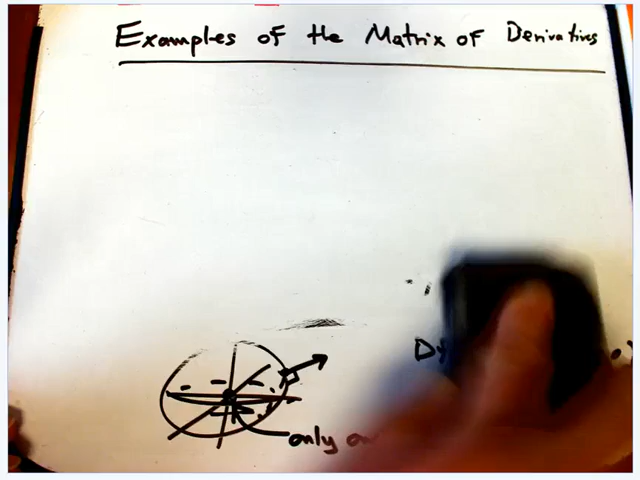 Examples of the Matrix of Derivatives
only